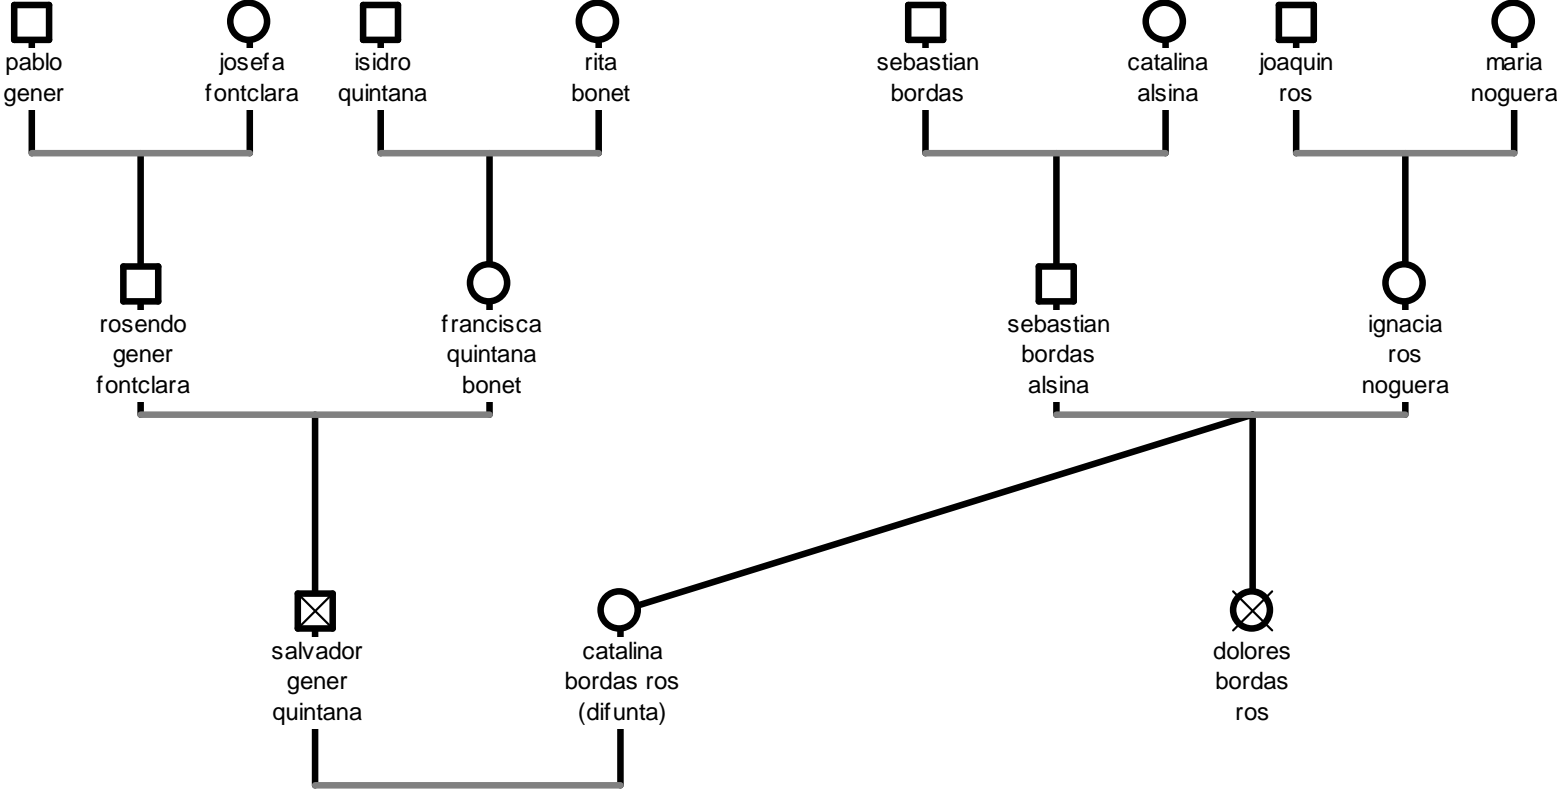 pablo
gener
josefa
fontclara
isidro
quintana
rita
bonet
sebastian
bordas
catalina
alsina
joaquin
ros
maria
noguera
rosendo
gener
fontclara
francisca
quintana
bonet
sebastian
bordas
alsina
ignacia
ros
noguera
salvador
gener
quintana
catalina
bordas ros
(difunta)
dolores
bordas
ros